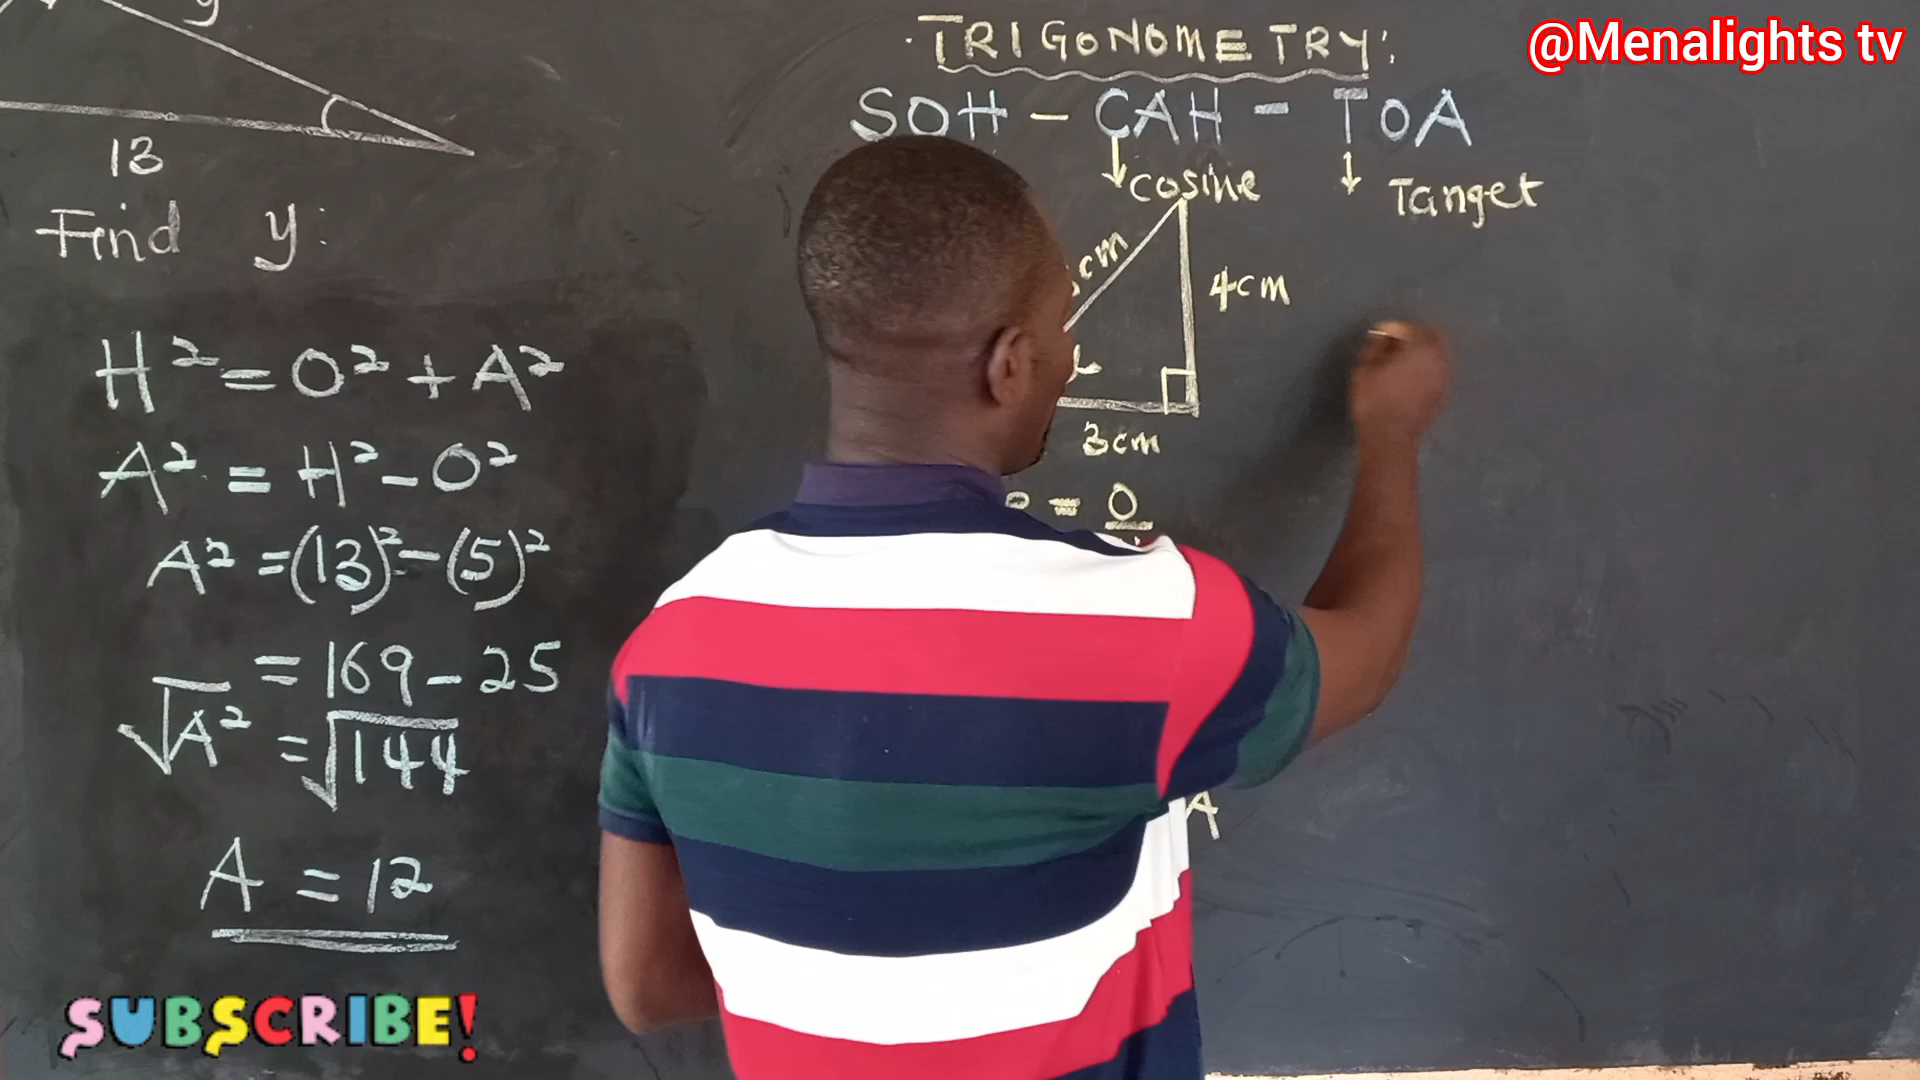 @Menalights tv
y
13
Find y:
H² = O² + A²
A² = H² - O²
A² = (13)² - (5)²
= 169 - 25
√A² = √144
A = 12
SUBSCRIBE!
TRIGONOMETRY:
SOH - CAH - TOA
cosine
Tanget
cm
4cm
3cm
= O
A